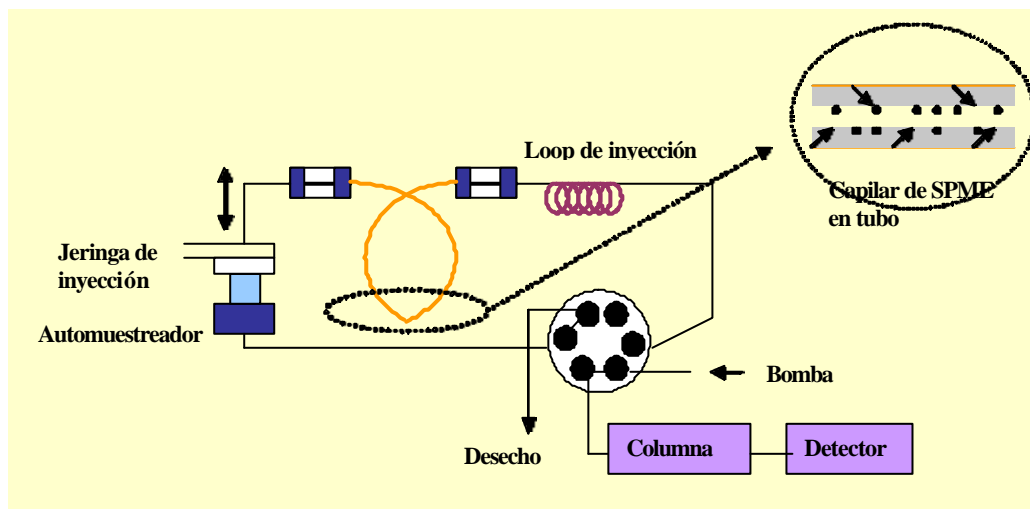 Loop de inyección
Capilar de SPME
en tubo
Jeringa de
inyección
Automuestreador
Bomba
Desecho
Columna
Detector